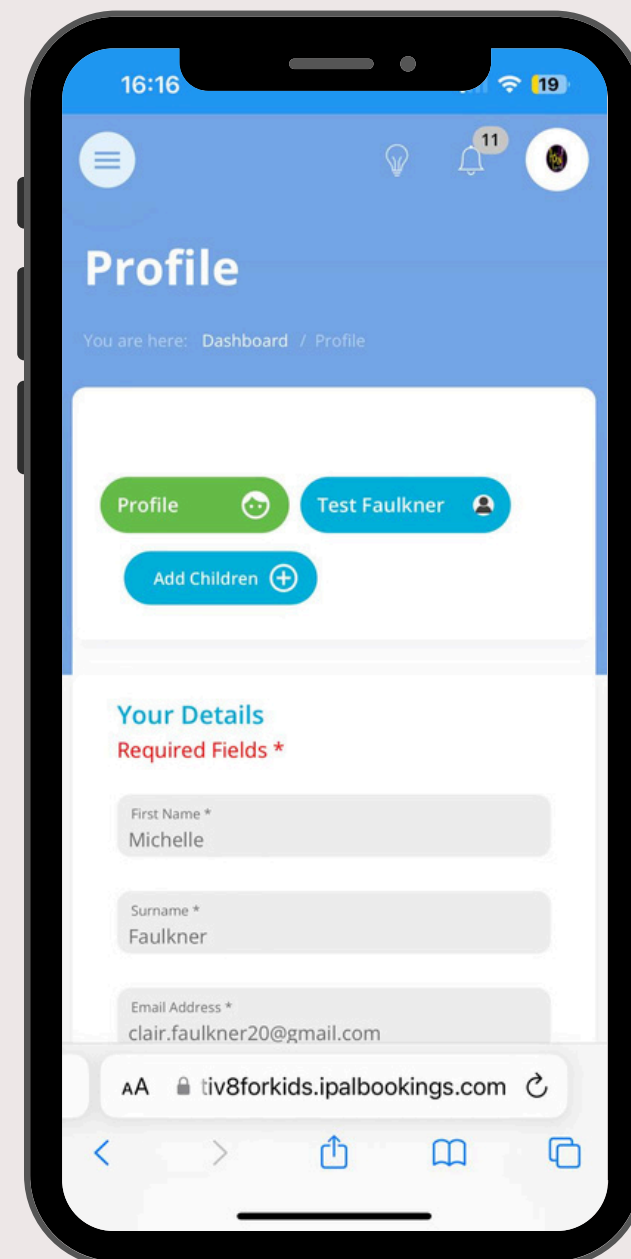 16:16
19
11
Profile
You are here: Dashboard / Profile
Profile
Test Faulkner
Add Children
Your Details
Required Fields *
First Name *
Michelle
Surname *
Faulkner
Email Address *
clair.faulkner20@gmail.com
AA tiv8forkids.ipalbookings.com